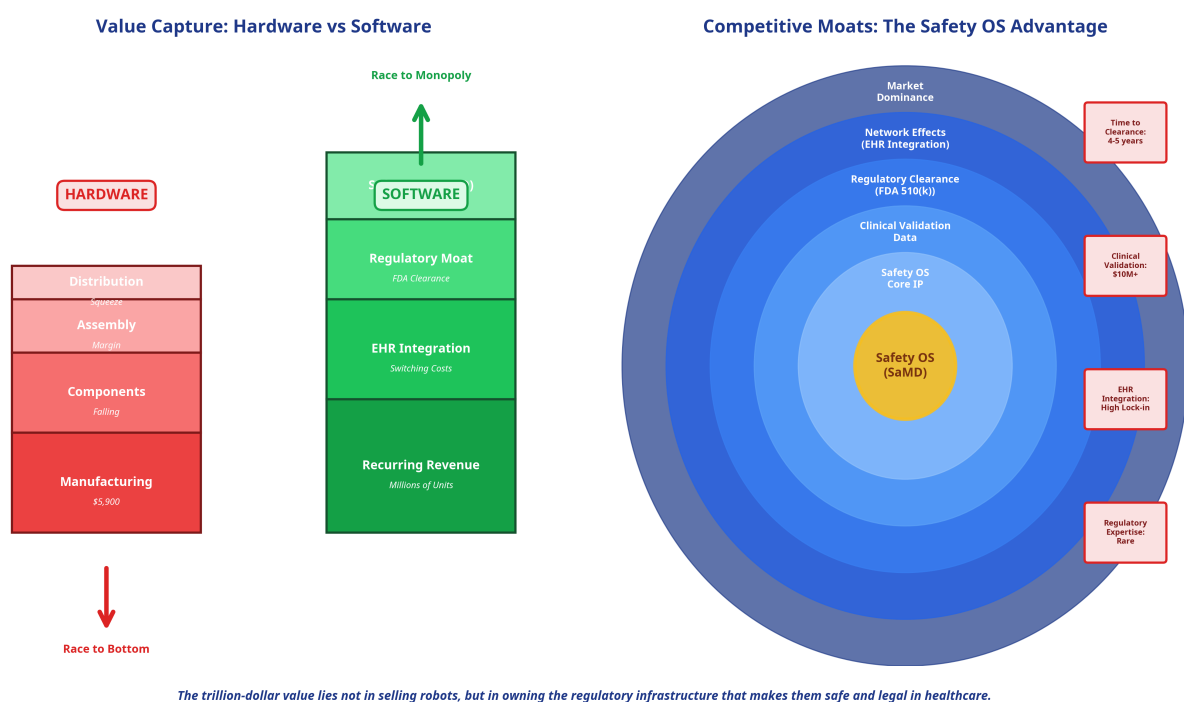 Value Capture: Hardware vs Software
Race to Monopoly
HARDWARE
SOFTWARE
Distribution
Squeeze
Assembly
Margin
Components
Falling
Manufacturing
$5,900
Race to Bottom
Regulatory Moat
FDA Clearance
EHR Integration
Switching Costs
Recurring Revenue
Millions of Units
Competitive Moats: The Safety OS Advantage
Market
Dominance
Network Effects
(EHR Integration)
Regulatory Clearance
(FDA 510(k))
Clinical Validation
Data
Safety OS
Core IP
Safety OS
(SaMD)
Time to
Clearance:
4-5 years
Clinical
Validation:
$10M+
EHR
Integration:
High Lock-in
Regulatory
Expertise:
Rare
The trillion-dollar value lies not in selling robots, but in owning the regulatory infrastructure that makes them safe and legal in healthcare.